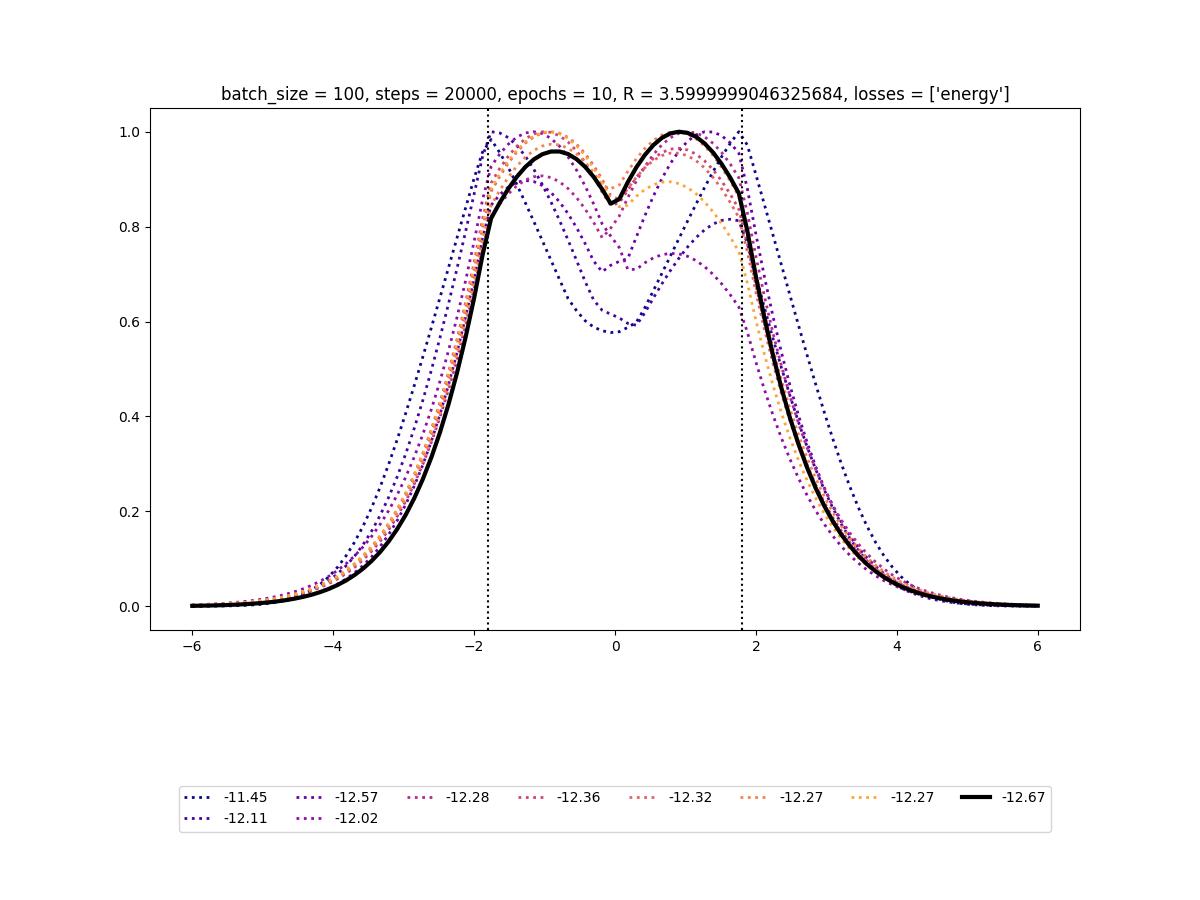 batch_size = 100, steps = 20000, epochs = 10, R = 3.5999999046325684, losses = ['energy']
1.0
0.8
0.6
0.4
0.2
0.0
−6 −4 −2 0 2 4 6
-11.45 -12.57 -12.28 -12.36 -12.32 -12.27 -12.27 -12.67
-12.11 -12.02